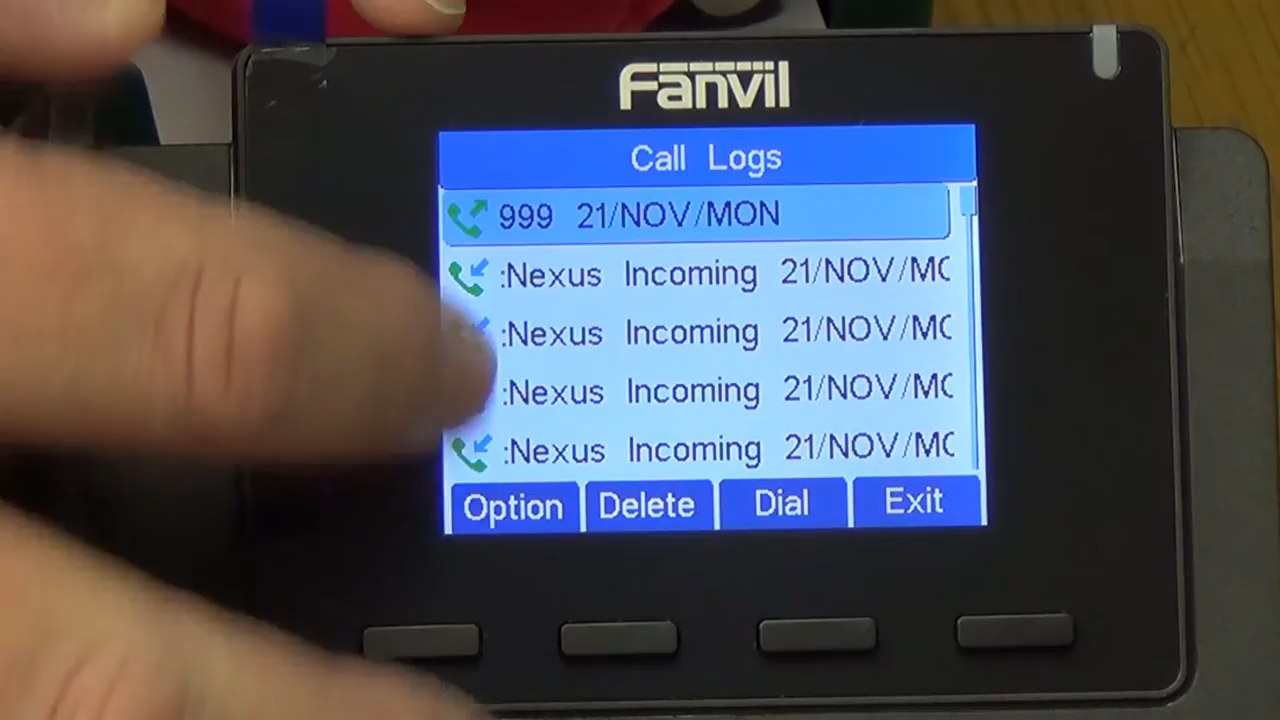 Fanvil
Call Logs
999 21/NOV/MON
:Nexus Incoming 21/NOV/MC
:Nexus Incoming 21/NOV/MC
:Nexus Incoming 21/NOV/MC
:Nexus Incoming 21/NOV/MC
Option Delete Dial Exit